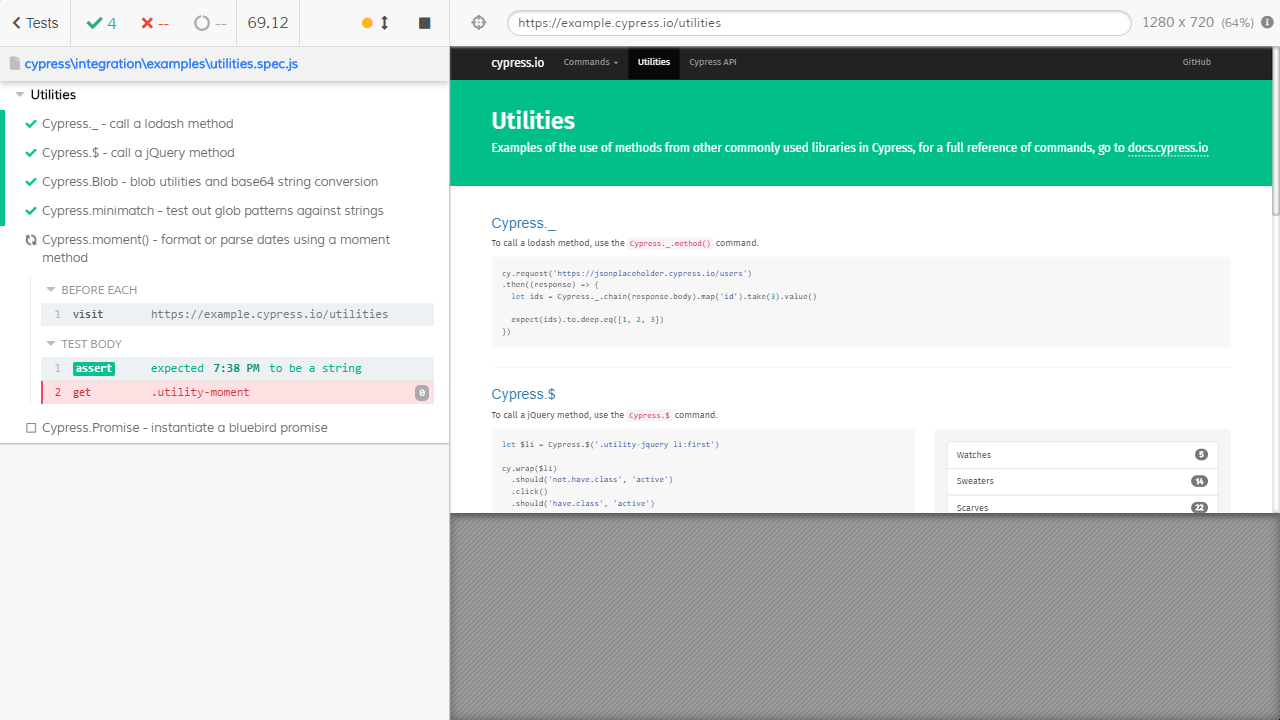 Tests
4
--
--
69.12
https://example.cypress.io/utilities
1280 x 720 (64%)
cypress\integration\examples\utilities.spec.js
Utilities
Cypress._ - call a lodash method
Cypress.$ - call a jQuery method
Cypress.Blob - blob utilities and base64 string conversion
Cypress.minimatch - test out glob patterns against strings
Cypress.moment() - format or parse dates using a moment
method
BEFORE EACH
1 visit https://example.cypress.io/utilities
TEST BODY
1 assert expected 7:38 PM to be a string
2 get .utility-moment 0
Cypress.Promise - instantiate a bluebird promise
cypress.io Commands Utilities Cypress API GitHub
Utilities
Examples of the use of methods from other commonly used libraries in Cypress, for a full reference of commands, go to docs.cypress.io
Cypress._
To call a lodash method, use the Cypress._.method() command.
cy.request('https://jsonplaceholder.cypress.io/users')
.then((response) => {
let ids = Cypress._.chain(response.body).map('id').take(3).value()
expect(ids).to.deep.eq([1, 2, 3])
})
Cypress.$
To call a jQuery method, use the Cypress.$ command.
let $li = Cypress.$('.utility-jquery li:first')
cy.wrap($li)
.should('not.have.class', 'active')
.click()
.should('have.class', 'active')
Watches 5
Sweaters 14
Scarves 22